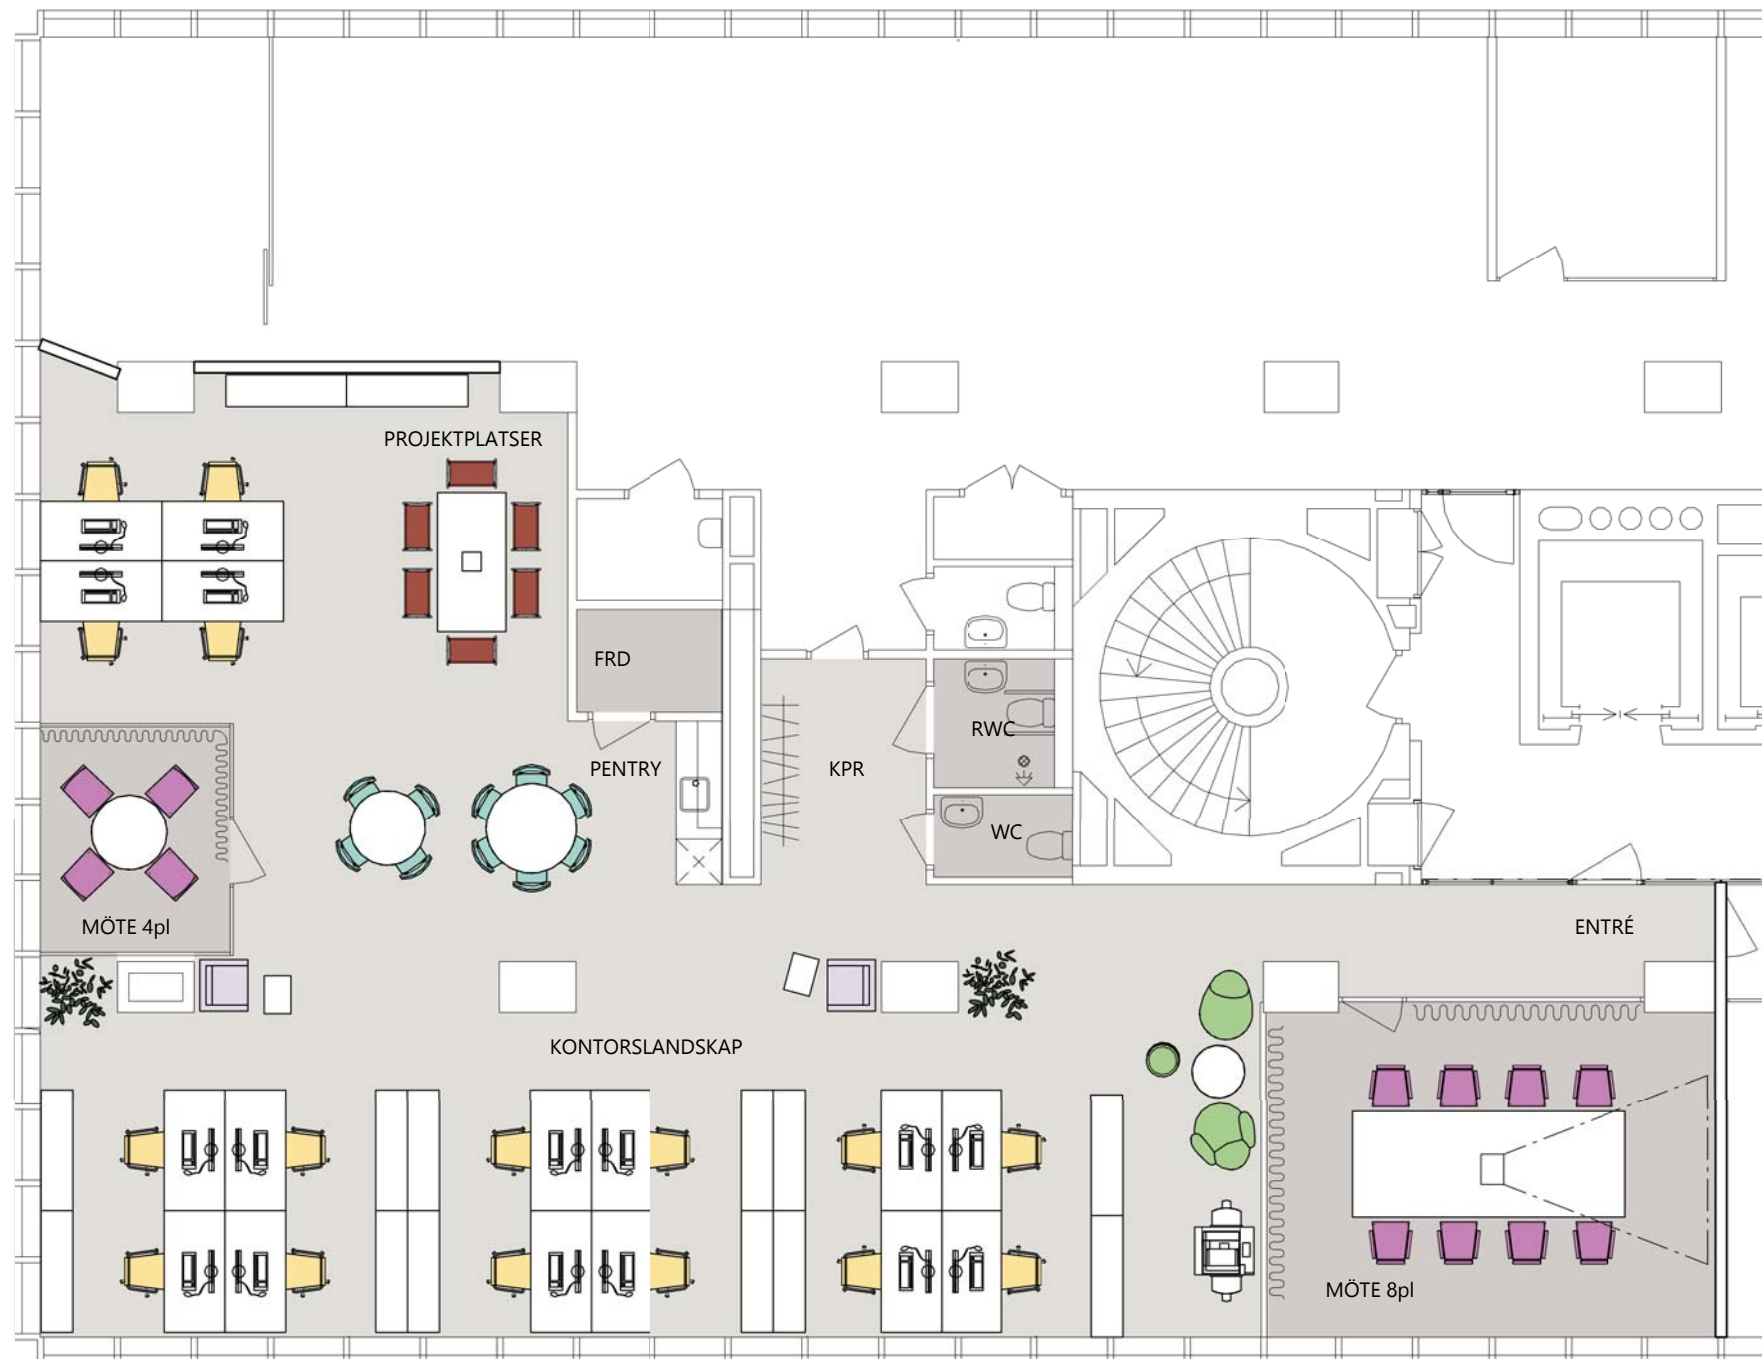 PROJEKTPLATSER
FRD
RWC
PENTRY
KPR
WC
MÖTE 4pl
ENTRÉ
KONTORSLANDSKAP
MÖTE 8pl